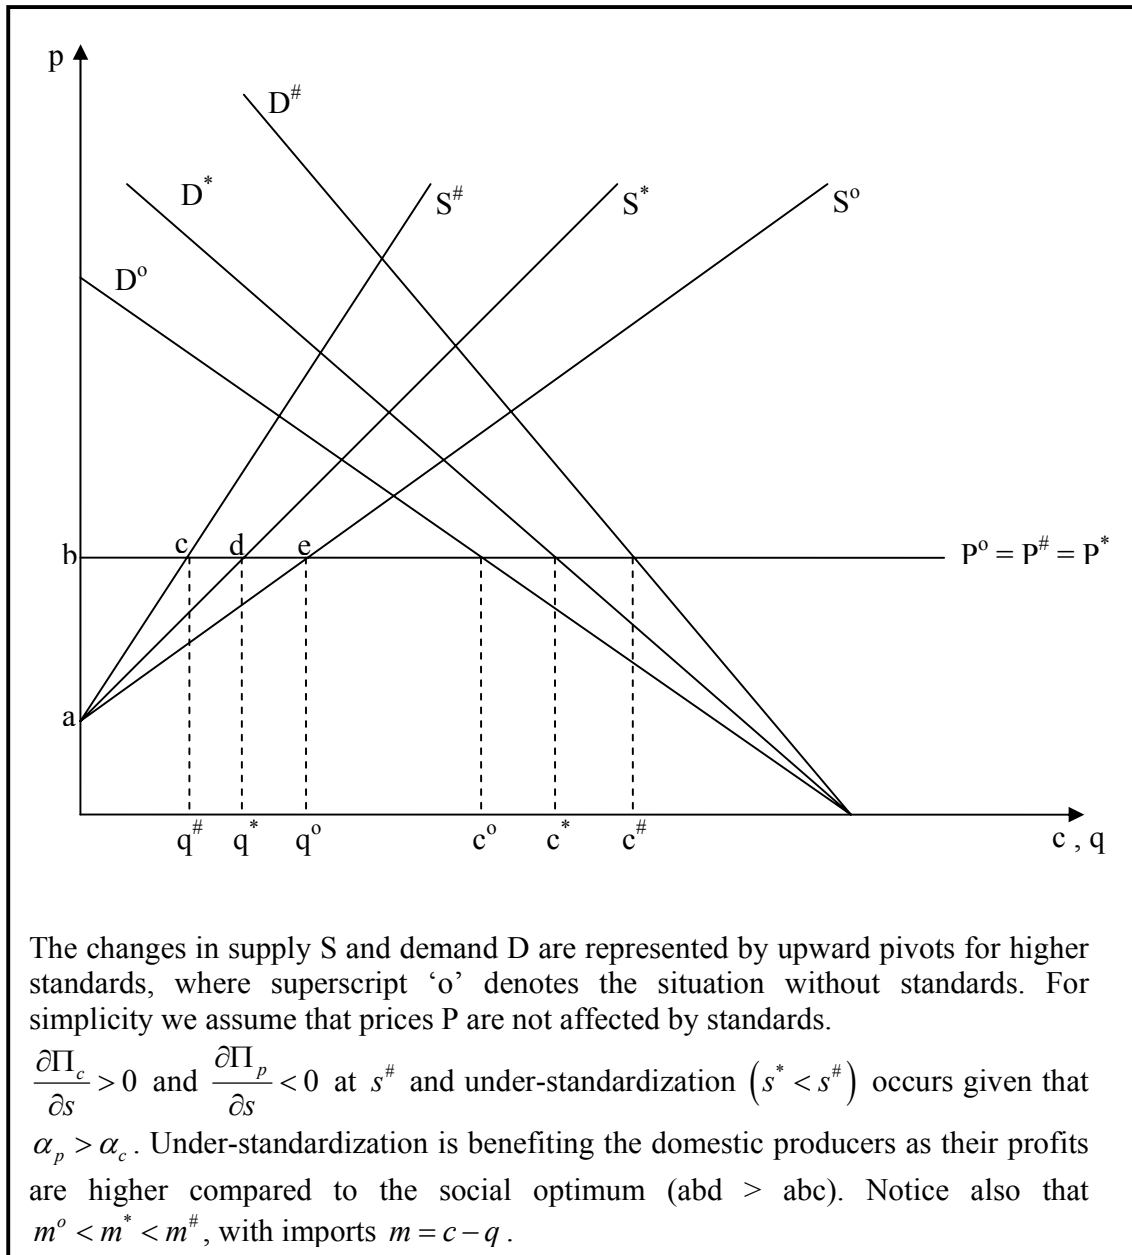 p
D#
D*
S#
S*
So
Do
c
d
e
b
Po = P# = P*
a
q#
q*
qo
co
c*
c#
c , q
The changes in supply S and demand D are represented by upward pivots for higher
standards, where superscript ‘o’ denotes the situation without standards. For
simplicity we assume that prices P are not affected by standards.
∂Πc/∂s > 0 and ∂Πp/∂s < 0 at s# and under-standardization (s* < s#) occurs given that
αp > αc. Under-standardization is benefiting the domestic producers as their profits
are higher compared to the social optimum (abd > abc). Notice also that
mo < m* < m#, with imports m = c − q.